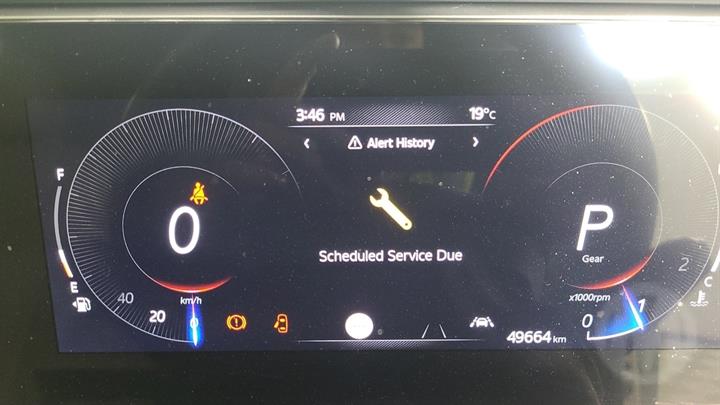 3:46 PM
19°C
< Alert History >
F
0
P
Gear
Scheduled Service Due
E
C
40
20
0
km/h
x1000rpm
0
1
2
49664 km